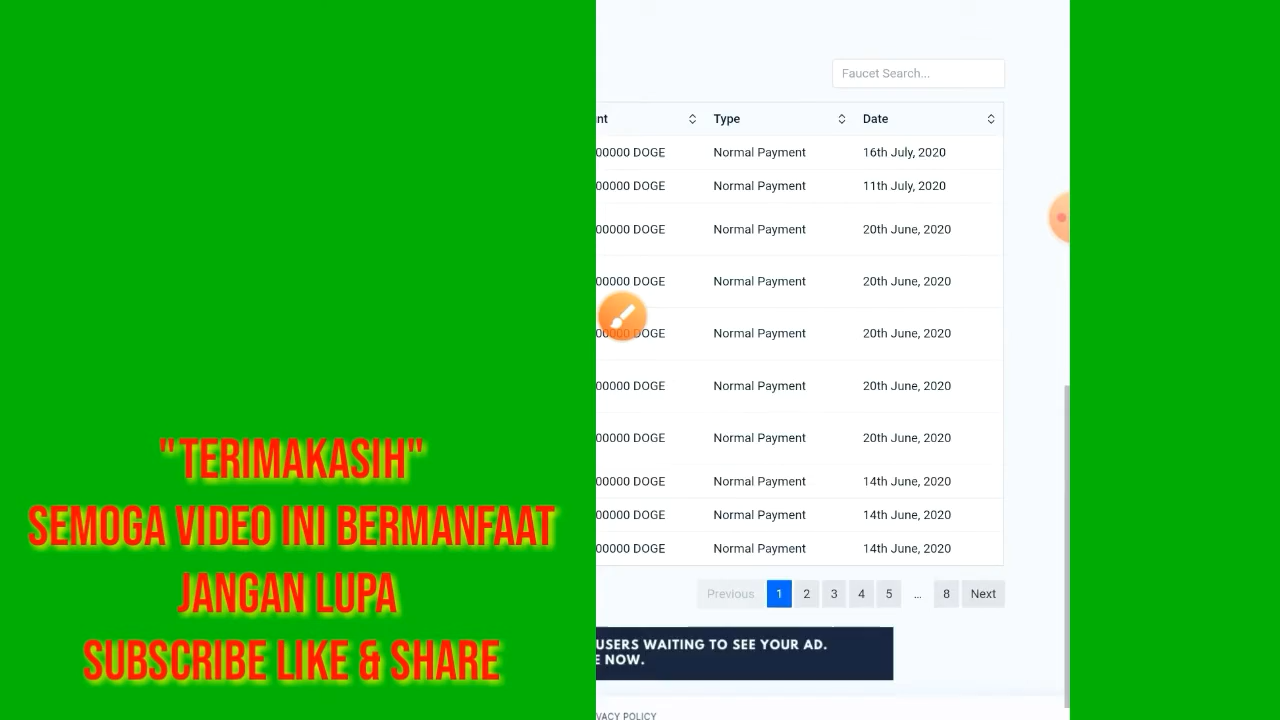 "TERIMAKASIH"
SEMOGA VIDEO INI BERMANFAAT
JANGAN LUPA
SUBSCRIBE LIKE & SHARE
Faucet Search...
nt Type Date
00000 DOGE Normal Payment 16th July, 2020
00000 DOGE Normal Payment 11th July, 2020
00000 DOGE Normal Payment 20th June, 2020
00000 DOGE Normal Payment 20th June, 2020
00000 DOGE Normal Payment 20th June, 2020
00000 DOGE Normal Payment 20th June, 2020
00000 DOGE Normal Payment 20th June, 2020
00000 DOGE Normal Payment 14th June, 2020
00000 DOGE Normal Payment 14th June, 2020
00000 DOGE Normal Payment 14th June, 2020
Previous 1 2 3 4 5 ... 8 Next
USERS WAITING TO SEE YOUR AD.
E NOW.
VACY POLICY